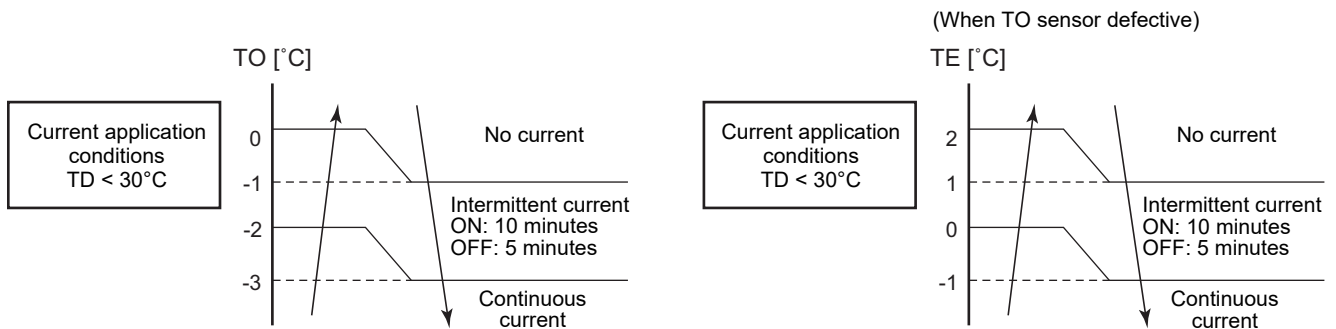 TO [˚C]
Current application
conditions
TD < 30°C
0
-1
-2
-3
No current
Intermittent current
ON: 10 minutes
OFF: 5 minutes
Continuous
current
(When TO sensor defective)
TE [˚C]
Current application
conditions
TD < 30°C
2
1
0
-1
No current
Intermittent current
ON: 10 minutes
OFF: 5 minutes
Continuous
current